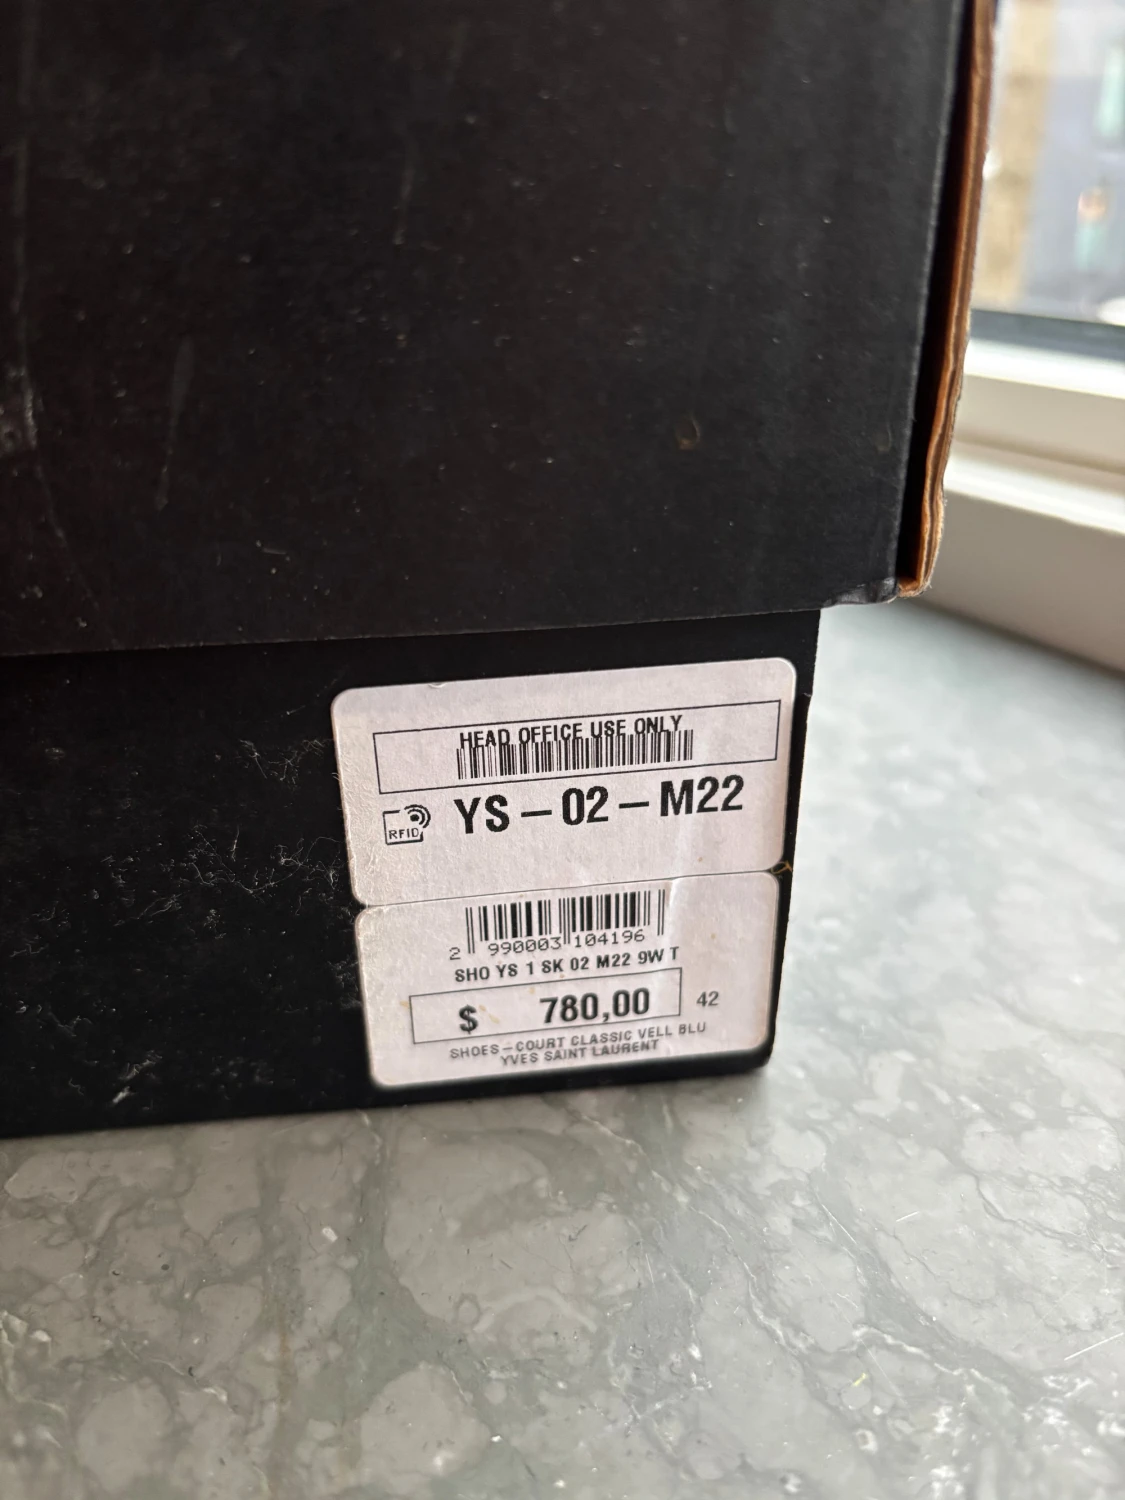 HEAD OFFICE USE ONLY
RFID
YS – 02 – M22
2 990003 104196
SHO YS 1 SK 02 M22 9W T
$ 780,00 42
SHOES–COURT CLASSIC VELL BLU
YVES SAINT LAURENT